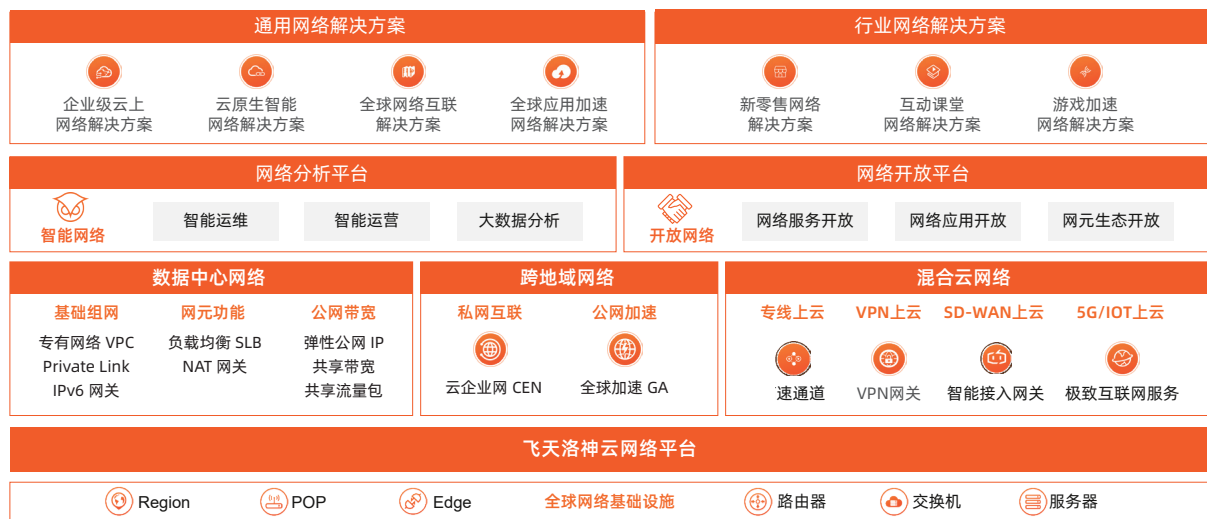 通用网络解决方案
企业级云上
网络解决方案
云原生智能
网络解决方案
全球网络互联
解决方案
全球应用加速
网络解决方案
行业网络解决方案
新零售网络
解决方案
互动课堂
网络解决方案
游戏加速
网络解决方案
网络分析平台
智能网络
智能运维
智能运营
大数据分析
网络开放平台
开放网络
网络服务开放
网络应用开放
网元生态开放
数据中心网络
基础组网
专有网络 VPC
Private Link
IPv6 网关
网元功能
负载均衡 SLB
NAT 网关
公网带宽
弹性公网 IP
共享带宽
共享流量包
跨地域网络
私网互联
云企业网 CEN
公网加速
全球加速 GA
混合云网络
专线上云
速通道
VPN上云
VPN网关
SD-WAN上云
智能接入网关
5G/IOT上云
极致互联网服务
飞天洛神云网络平台
Region
POP
Edge
全球网络基础设施
路由器
交换机
服务器